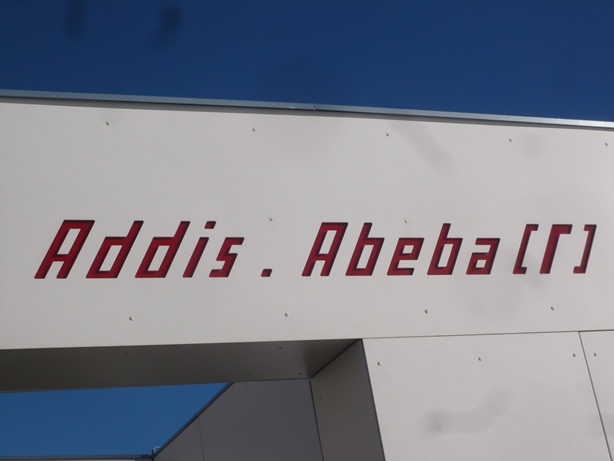 Addis . Abeba [Γ]